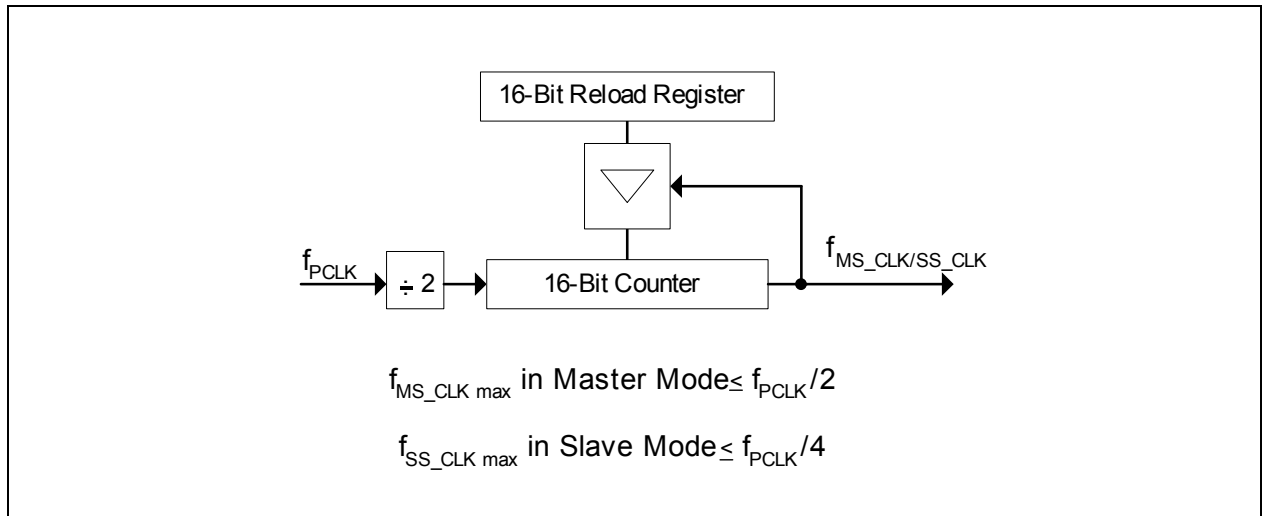 16-Bit Reload Register
f_PCLK
÷ 2
16-Bit Counter
f_MS_CLK/SS_CLK
f_MS_CLK max in Master Mode≤ f_PCLK/2
f_SS_CLK max in Slave Mode≤ f_PCLK/4